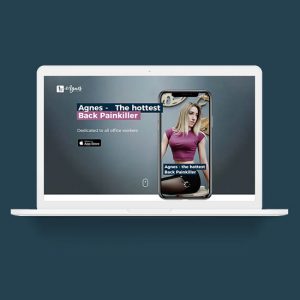 Agnes
Agnes - The hottest
Back Painkiller
Dedicated to all office workers
App Store
Agnes - the hottest
Back Painkiller